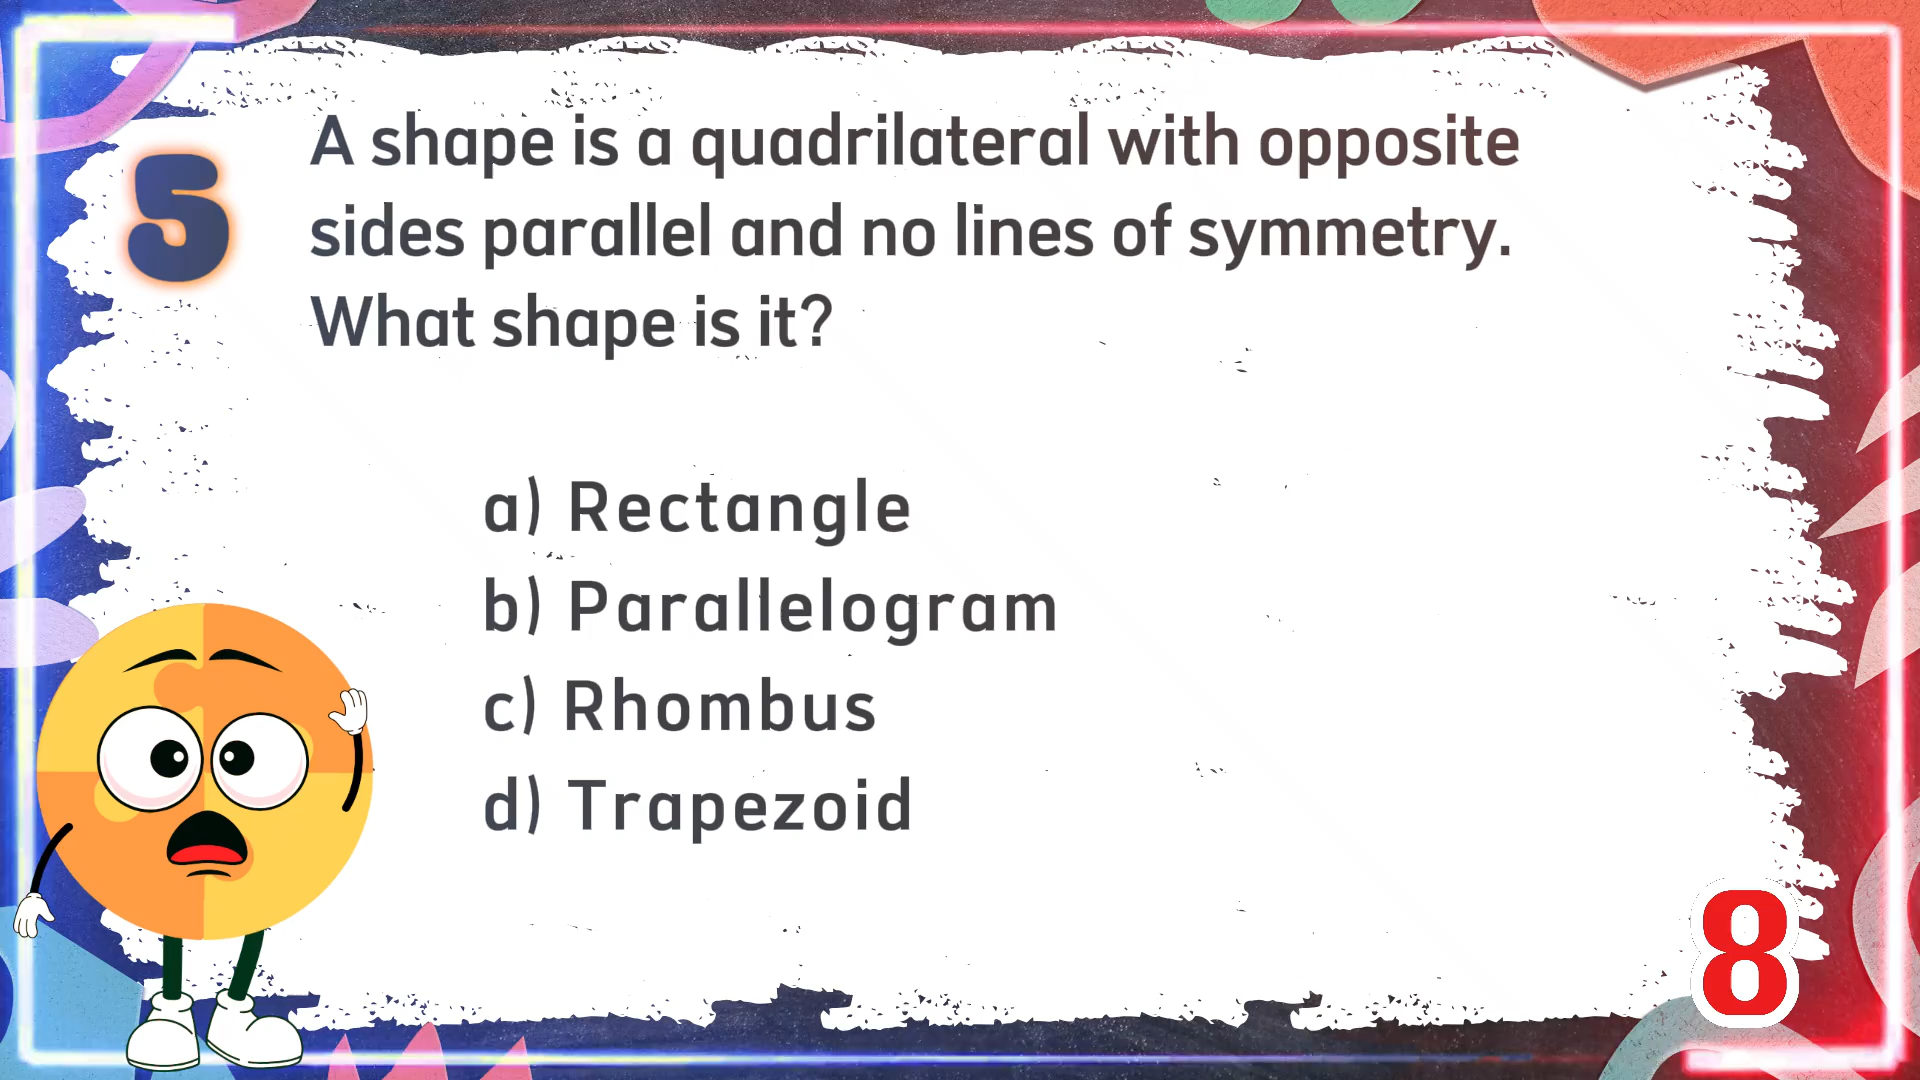 5
A shape is a quadrilateral with opposite
sides parallel and no lines of symmetry.
What shape is it?
a) Rectangle
b) Parallelogram
c) Rhombus
d) Trapezoid
8